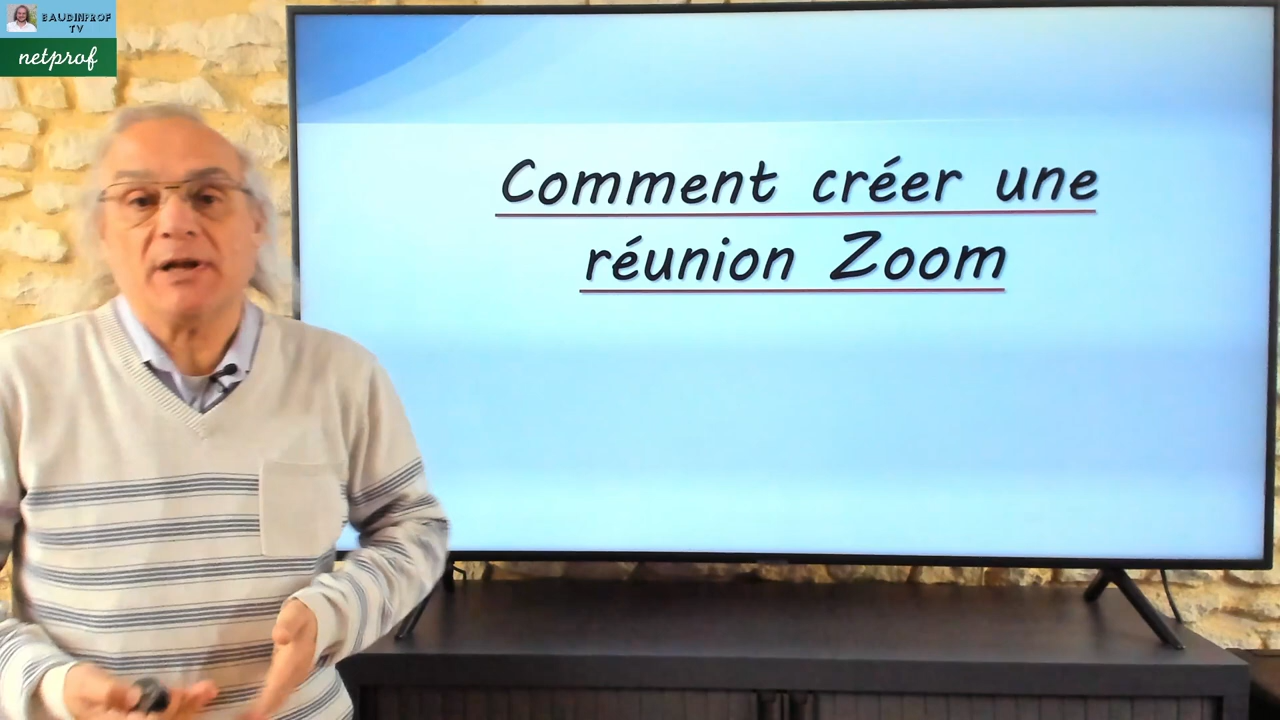 BAUDINPROF
TV
netprof
Comment créer une
réunion Zoom